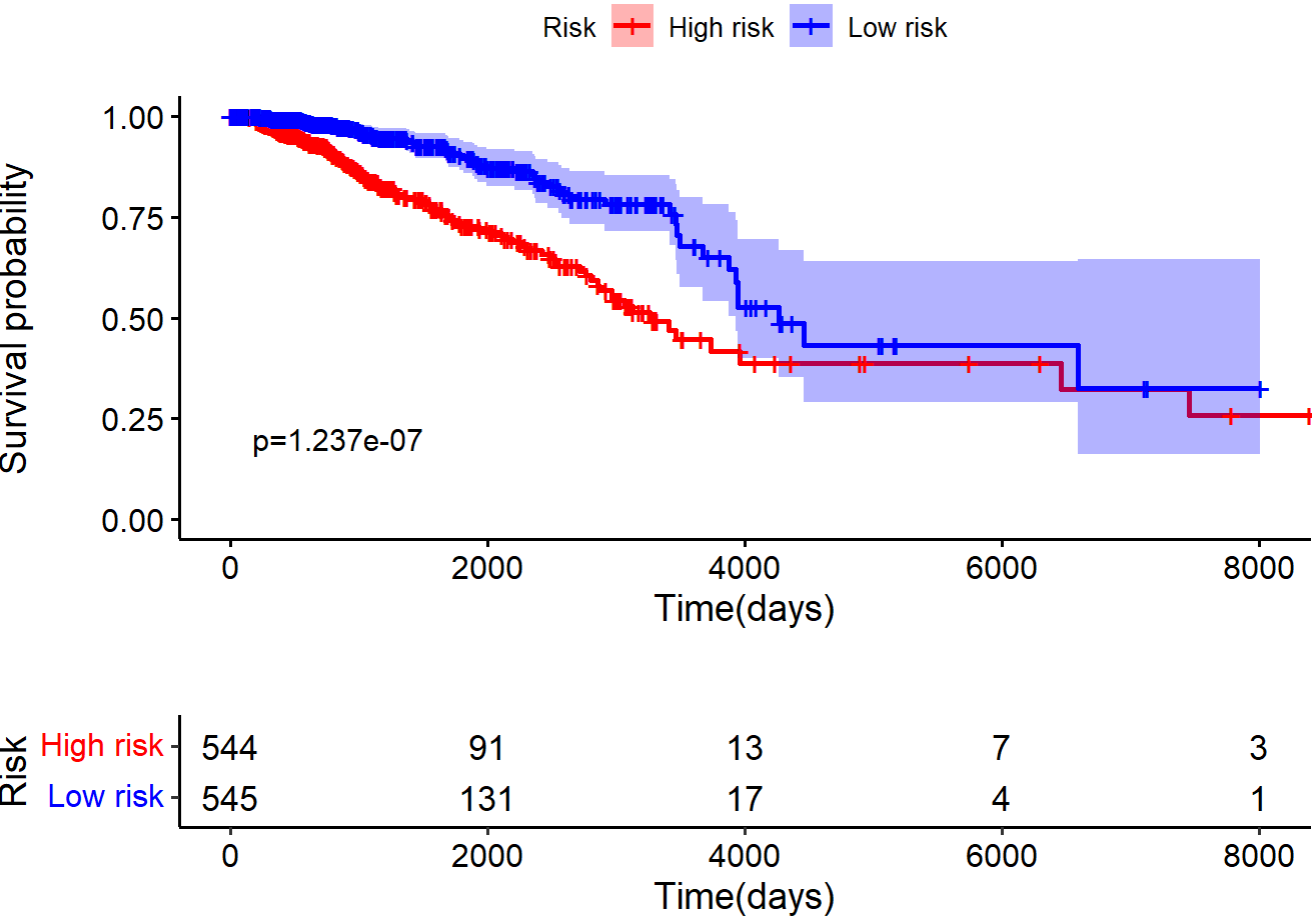 Risk High risk Low risk
Survival probability
1.00
0.75
0.50
0.25
0.00
p=1.237e-07
0 2000 4000 6000 8000
Time(days)
Risk
High risk 544 91 13 7 3
Low risk 545 131 17 4 1
0 2000 4000 6000 8000
Time(days)